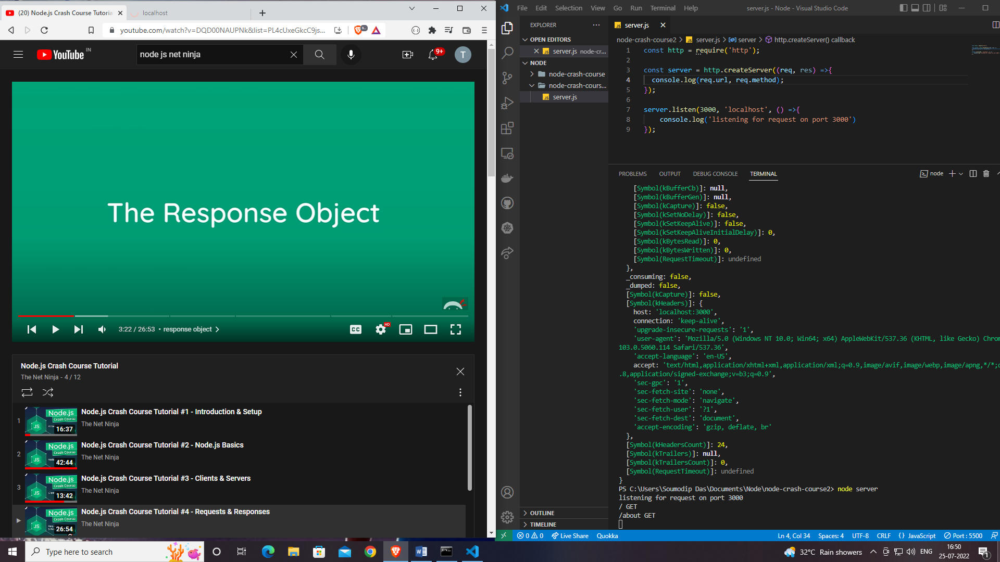 (20) Node.js Crash Course Tutoria
localhost
youtube.com/watch?v=DQD00NAUPNk&list=PL4cUxeGkcC9js...
YouTube IN
node js net ninja
9+
T
The Response Object
3:22 / 26:53 • response object
CC
HD
Node.js Crash Course Tutorial
The Net Ninja - 4 / 12
1
Node.js
Crash Course
JS
16:37
Node.js Crash Course Tutorial #1 - Introduction & Setup
The Net Ninja
2
Node.js
Crash Course
JS
42:44
Node.js Crash Course Tutorial #2 - Node.js Basics
The Net Ninja
3
Node.js
Crash Course
JS
13:42
Node.js Crash Course Tutorial #3 - Clients & Servers
The Net Ninja
Node.js
Crash Course
JS
26:54
Node.js Crash Course Tutorial #4 - Requests & Responses
The Net Ninja
File Edit Selection View Go Run Terminal Help
server.js - Node - Visual Studio Code
EXPLORER
OPEN EDITORS
server.js node-cr...
NODE
node-crash-course
node-crash-cours...
server.js
OUTLINE
TIMELINE
server.js
node-crash-course2 > server.js > server > http.createServer() callback
1 const http = require('http');
2
3 const server = http.createServer((req, res) =>{
4 console.log(req.url, req.method);
5 });
6
7 server.listen(3000, 'localhost', () =>{
8 console.log('listening for request on port 3000')
9 });
PROBLEMS OUTPUT DEBUG CONSOLE TERMINAL
node
[Symbol(kBufferCb)]: null,
[Symbol(kBufferGen)]: null,
[Symbol(kCapture)]: false,
[Symbol(kSetNoDelay)]: false,
[Symbol(kSetKeepAlive)]: false,
[Symbol(kSetKeepAliveInitialDelay)]: 0,
[Symbol(kBytesRead)]: 0,
[Symbol(kBytesWritten)]: 0,
[Symbol(RequestTimeout)]: undefined
},
_consuming: false,
_dumped: false,
[Symbol(kCapture)]: false,
[Symbol(kHeaders)]: {
host: 'localhost:3000',
connection: 'keep-alive',
'upgrade-insecure-requests': '1',
'user-agent': 'Mozilla/5.0 (Windows NT 10.0; Win64; x64) AppleWebKit/537.36 (KHTML, like Gecko) Chrom
103.0.5060.114 Safari/537.36',
'accept-language': 'en-US',
accept: 'text/html,application/xhtml+xml,application/xml;q=0.9,image/avif,image/webp,image/apng,*/*;q
.8,application/signed-exchange;v=b3;q=0.9',
'sec-gpc': '1',
'sec-fetch-site': 'none',
'sec-fetch-mode': 'navigate',
'sec-fetch-user': '?1',
'sec-fetch-dest': 'document',
'accept-encoding': 'gzip, deflate, br'
},
[Symbol(kHeadersCount)]: 24,
[Symbol(kTrailers)]: null,
[Symbol(kTrailersCount)]: 0,
[Symbol(RequestTimeout)]: undefined
}
PS C:\Users\Soumodip Das\Documents\Node\node-crash-course2> node server
listening for request on port 3000
/ GET
/about GET
0 0 Live Share Quokka
Ln 4, Col 34 Spaces: 4 UTF-8 CRLF {} JavaScript Port : 5500
Type here to search
32°C Rain showers
ENG
16:50
25-07-2022
1